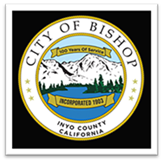 CITY OF BISHOP
100 Years Of Service
INCORPORATED 1903
INYO COUNTY
CALIFORNIA